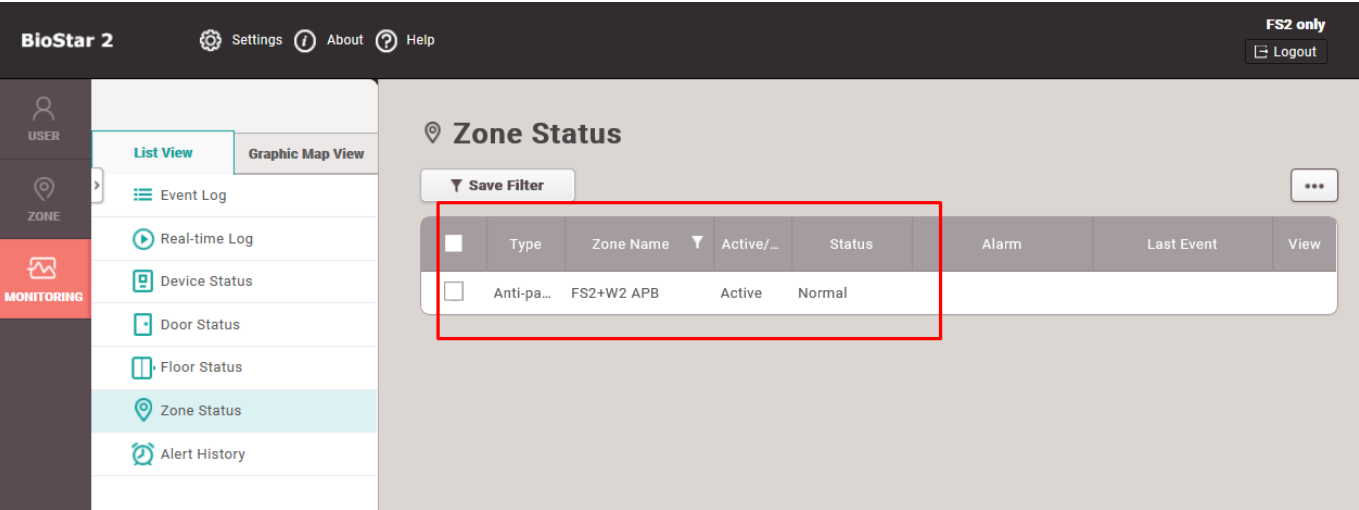 BioStar 2
Settings
About
Help
FS2 only
Logout
USER
ZONE
MONITORING
List View
Graphic Map View
Event Log
Real-time Log
Device Status
Door Status
Floor Status
Zone Status
Alert History
Zone Status
Save Filter
Type Zone Name Active/... Status Alarm Last Event View
Anti-pa... FS2+W2 APB Active Normal